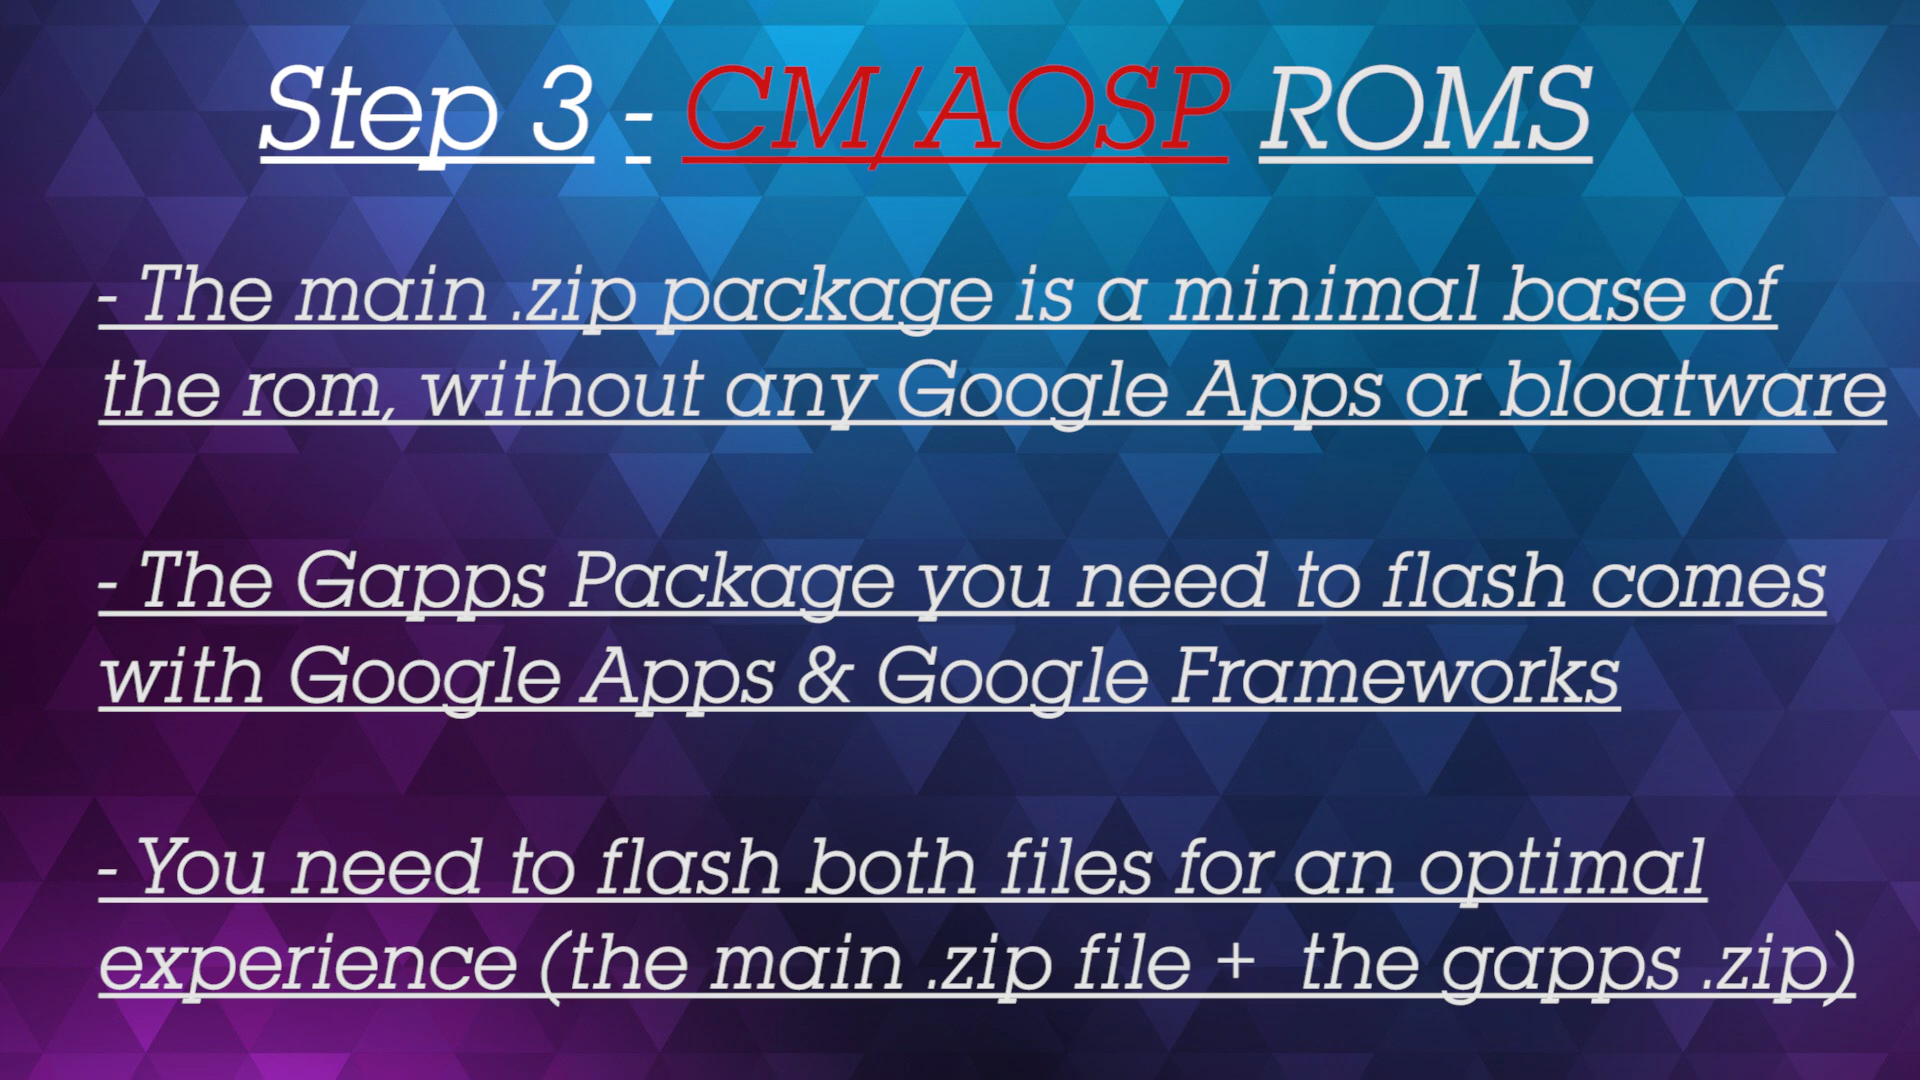 Step 3 - CM/AOSP ROMS
- The main .zip package is a minimal base of
the rom, without any Google Apps or bloatware
- The Gapps Package you need to flash comes
with Google Apps & Google Frameworks
- You need to flash both files for an optimal
experience (the main .zip file +  the gapps .zip)